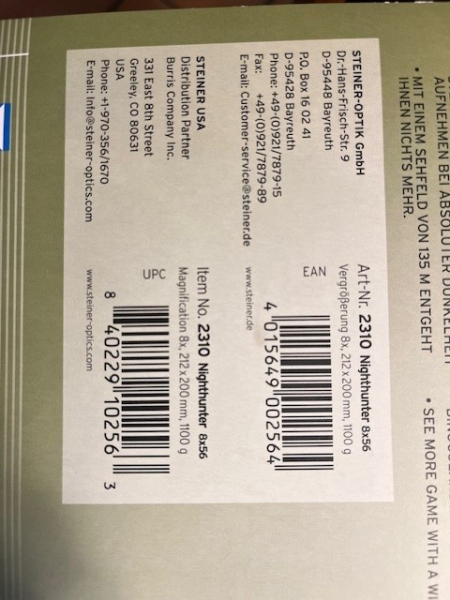 AUFNEHMEN BEI ABSOLUTER DUNKELHEIT
• MIT EINEM SEHFELD VON 135 M ENTGEHT
IHNEN NICHTS MEHR.
• SEE MORE GAME WITH A WI
STEINER-OPTIK GmbH
Dr.-Hans-Frisch-Str. 9
D-95448 Bayreuth
P.O. Box 16 02 41
D-95428 Bayreuth
Phone: +49-(0)921/7879-15
Fax: +49-(0)921/7879-89
E-mail: Customer-service@steiner.de
www.steiner.de
Art-Nr. 2310 Nighthunter 8x56
Vergrößerung 8x, 212 x 200 mm, 1100 g
EAN
4 015649 002564
STEINER USA
Distribution Partner
Burris Company Inc.
331 East 8th Street
Greeley, CO 80631
USA
Phone: +1-970-356/1670
E-mail: Info@steiner-optics.com
www.steiner-optics.com
Item No. 2310 Nighthunter 8x56
Magnification 8x, 212 x 200 mm, 1100 g
UPC
8 40229 10256 3